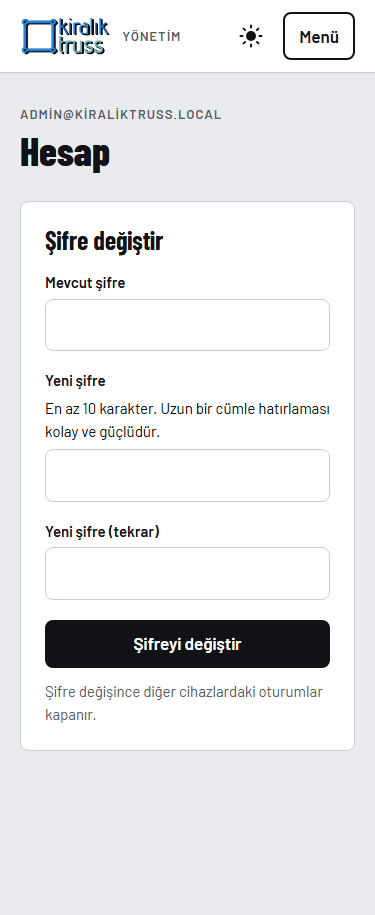 kiralık
truss
YÖNETİM
Menü
ADMİN@KİRALİKTRUSS.LOCAL
Hesap
Şifre değiştir
Mevcut şifre
Yeni şifre
En az 10 karakter. Uzun bir cümle hatırlaması
kolay ve güçlüdür.
Yeni şifre (tekrar)
Şifreyi değiştir
Şifre değişince diğer cihazlardaki oturumlar
kapanır.